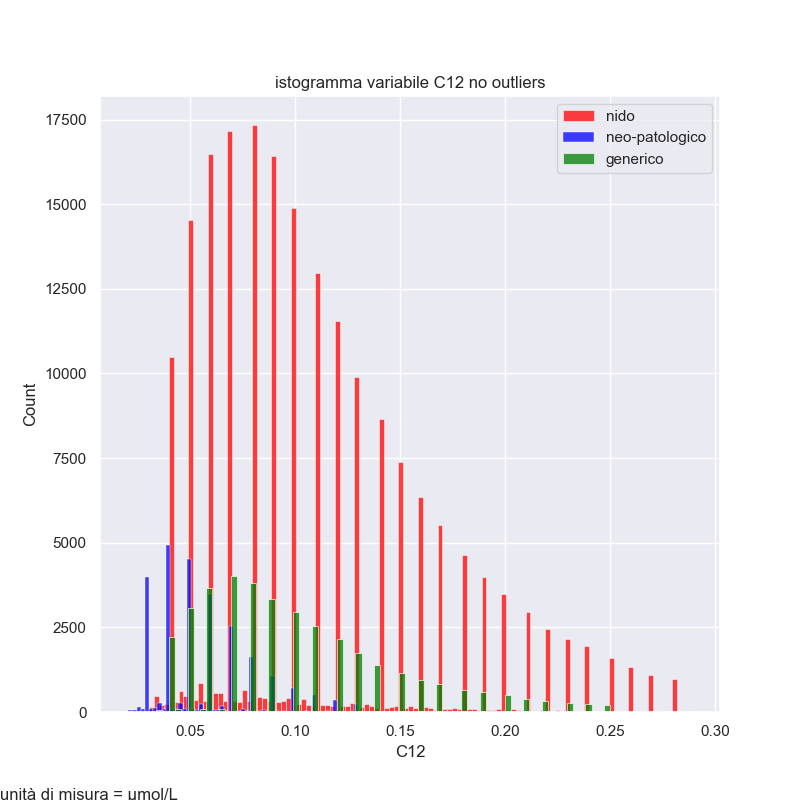 istogramma variabile C12 no outliers
nido
neo-patologico
generico
17500
15000
12500
10000
7500
5000
2500
0
Count
0.05 0.10 0.15 0.20 0.25 0.30
C12
unità di misura = μmol/L